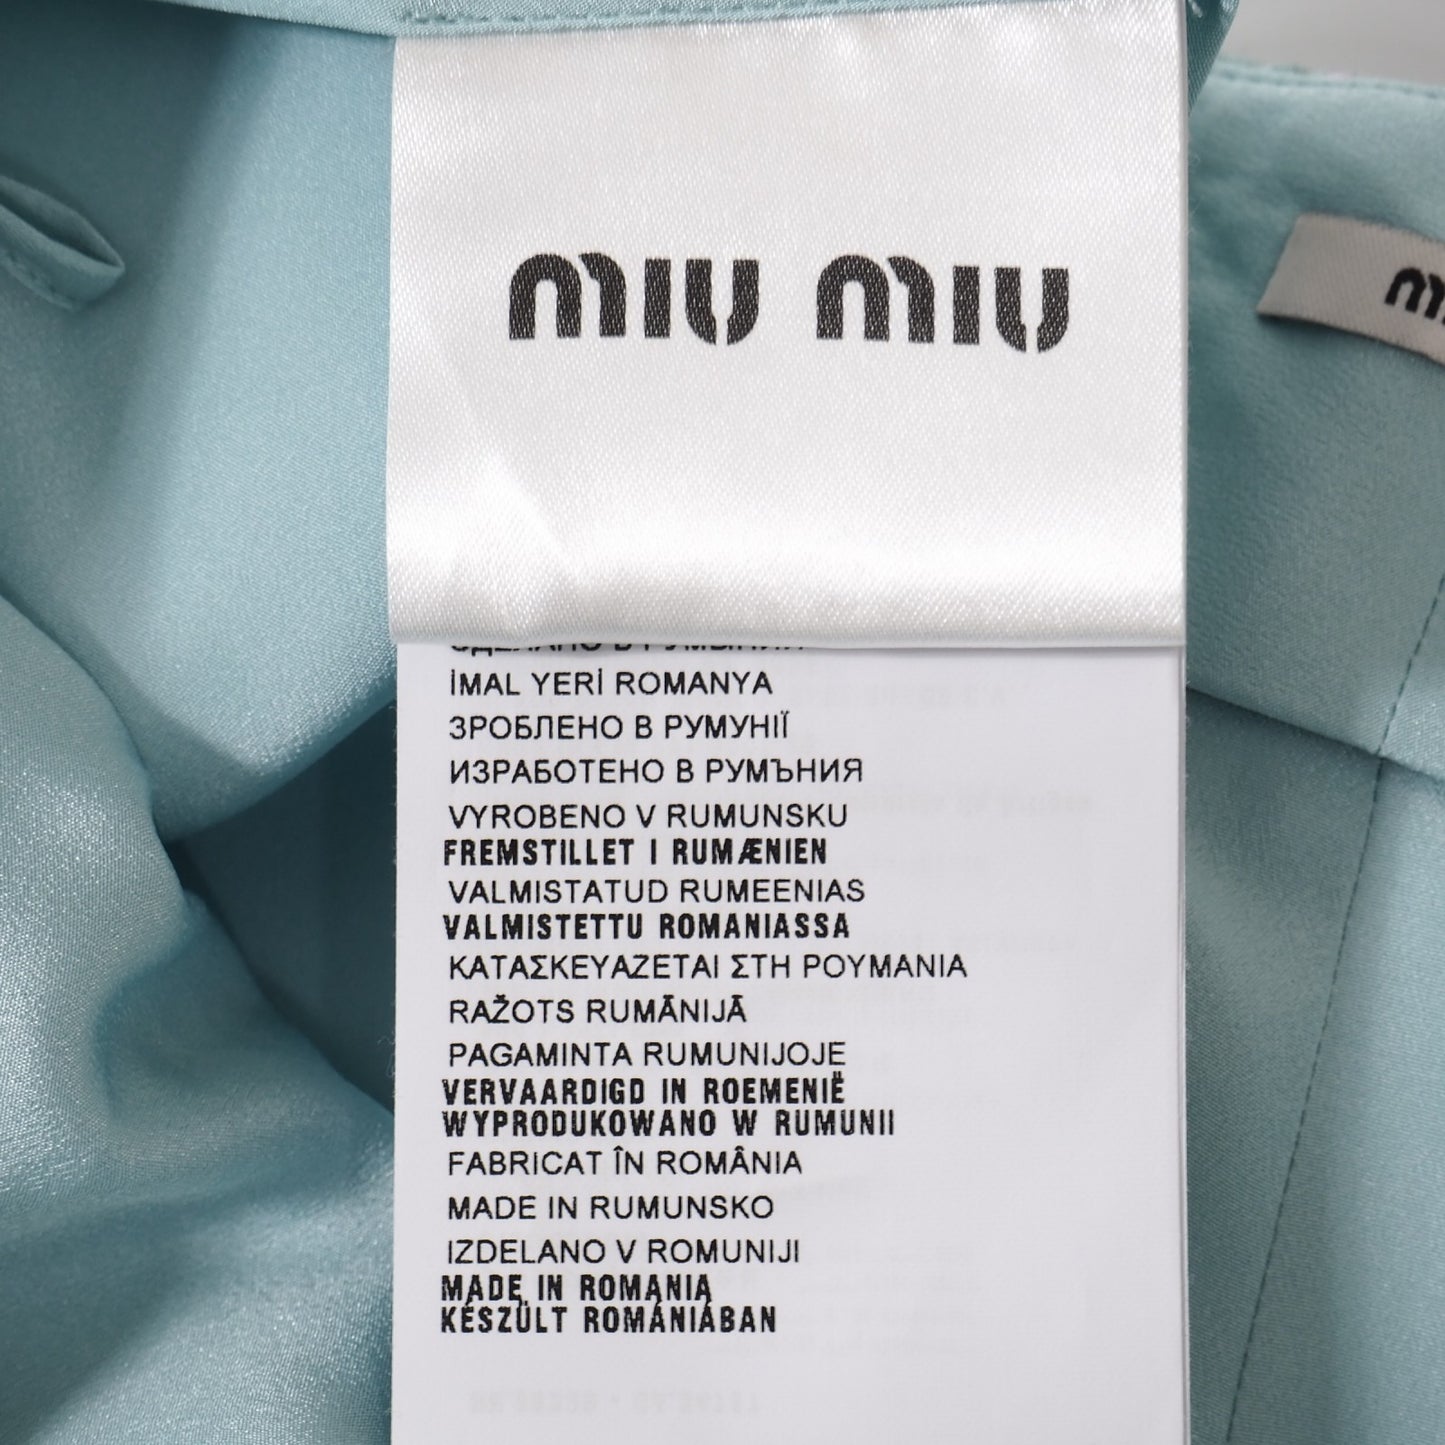 miu miu
СДЕЛАНО В РУМЫНИИ
İMAL YERİ ROMANYA
ЗРОБЛЕНО В РУМУНІЇ
ИЗРАБОТЕНО В РУМЪНИЯ
VYROBENO V RUMUNSKU
FREMSTILLET I RUMÆNIEN
VALMISTATUD RUMEENIAS
VALMISTETTU ROMANIASSA
ΚΑΤΑΣΚΕΥΑΖΕΤΑΙ ΣΤΗ ΡΟΥΜΑΝΙΑ
RAŽOTS RUMĀNIJĀ
PAGAMINTA RUMUNIJOJE
VERVAARDIGD IN ROEMENIË
WYPRODUKOWANO W RUMUNII
FABRICAT ÎN ROMÂNIA
MADE IN RUMUNSKO
IZDELANO V ROMUNIJI
MADE IN ROMANIA
KÉSZÜLT ROMÁNIÁBAN